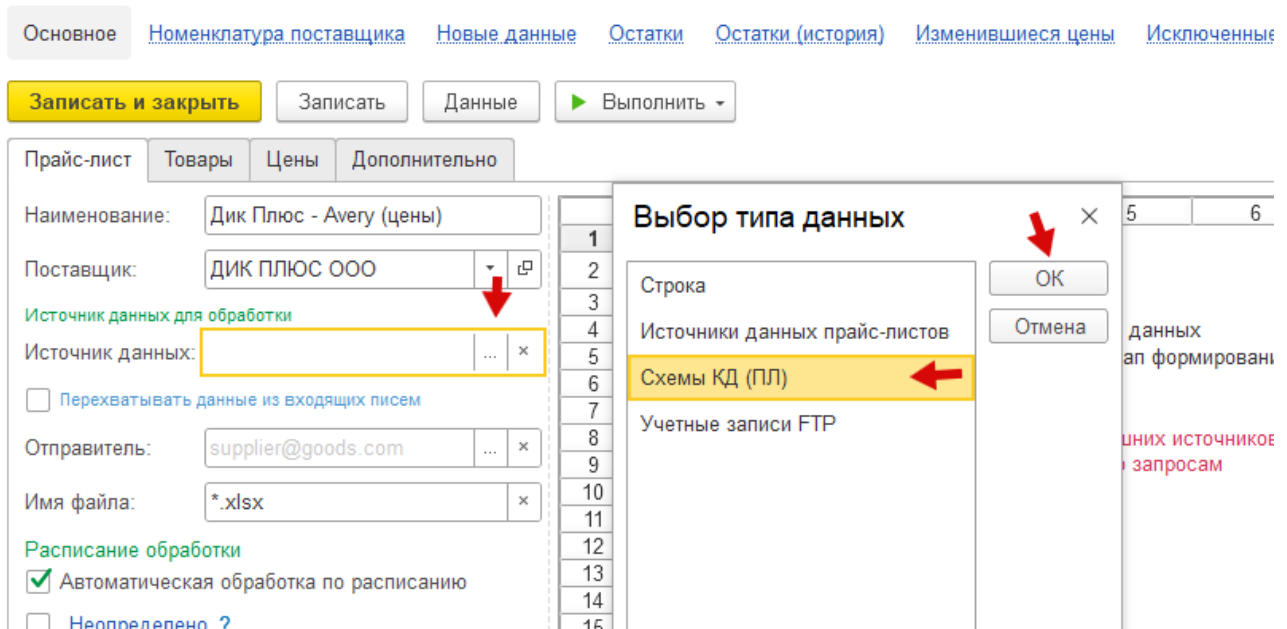 Основное Номенклатура поставщика Новые данные Остатки Остатки (история) Изменившиеся цены Исключенные
Записать и закрыть Записать Данные Выполнить
Прайс-лист Товары Цены Дополнительно
Наименование: Дик Плюс - Avery (цены)
Поставщик: ДИК ПЛЮС ООО
Источник данных для обработки
Источник данных: ... ×
Перехватывать данные из входящих писем
Отправитель: supplier@goods.com ... ×
Имя файла: *.xlsx ×
Расписание обработки
Автоматическая обработка по расписанию
Неопределено ?
5 6
1
2
3
4
5
6
7
8
9
10
11
12
13
14
15
Выбор типа данных ×
Строка
Источники данных прайс-листов
Схемы КД (ПЛ)
Учетные записи FTP
ОК
Отмена
данных
ап формировани
шних источников
запросам